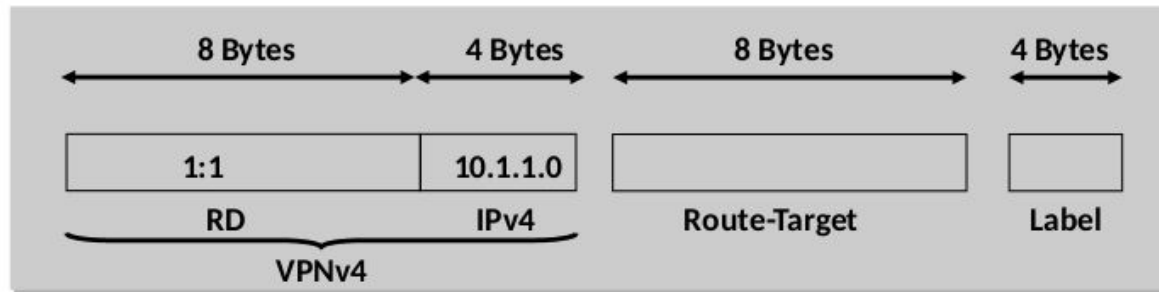 8 Bytes 4 Bytes 8 Bytes 4 Bytes
1:1 10.1.1.0
RD IPv4 Route-Target Label
VPNv4